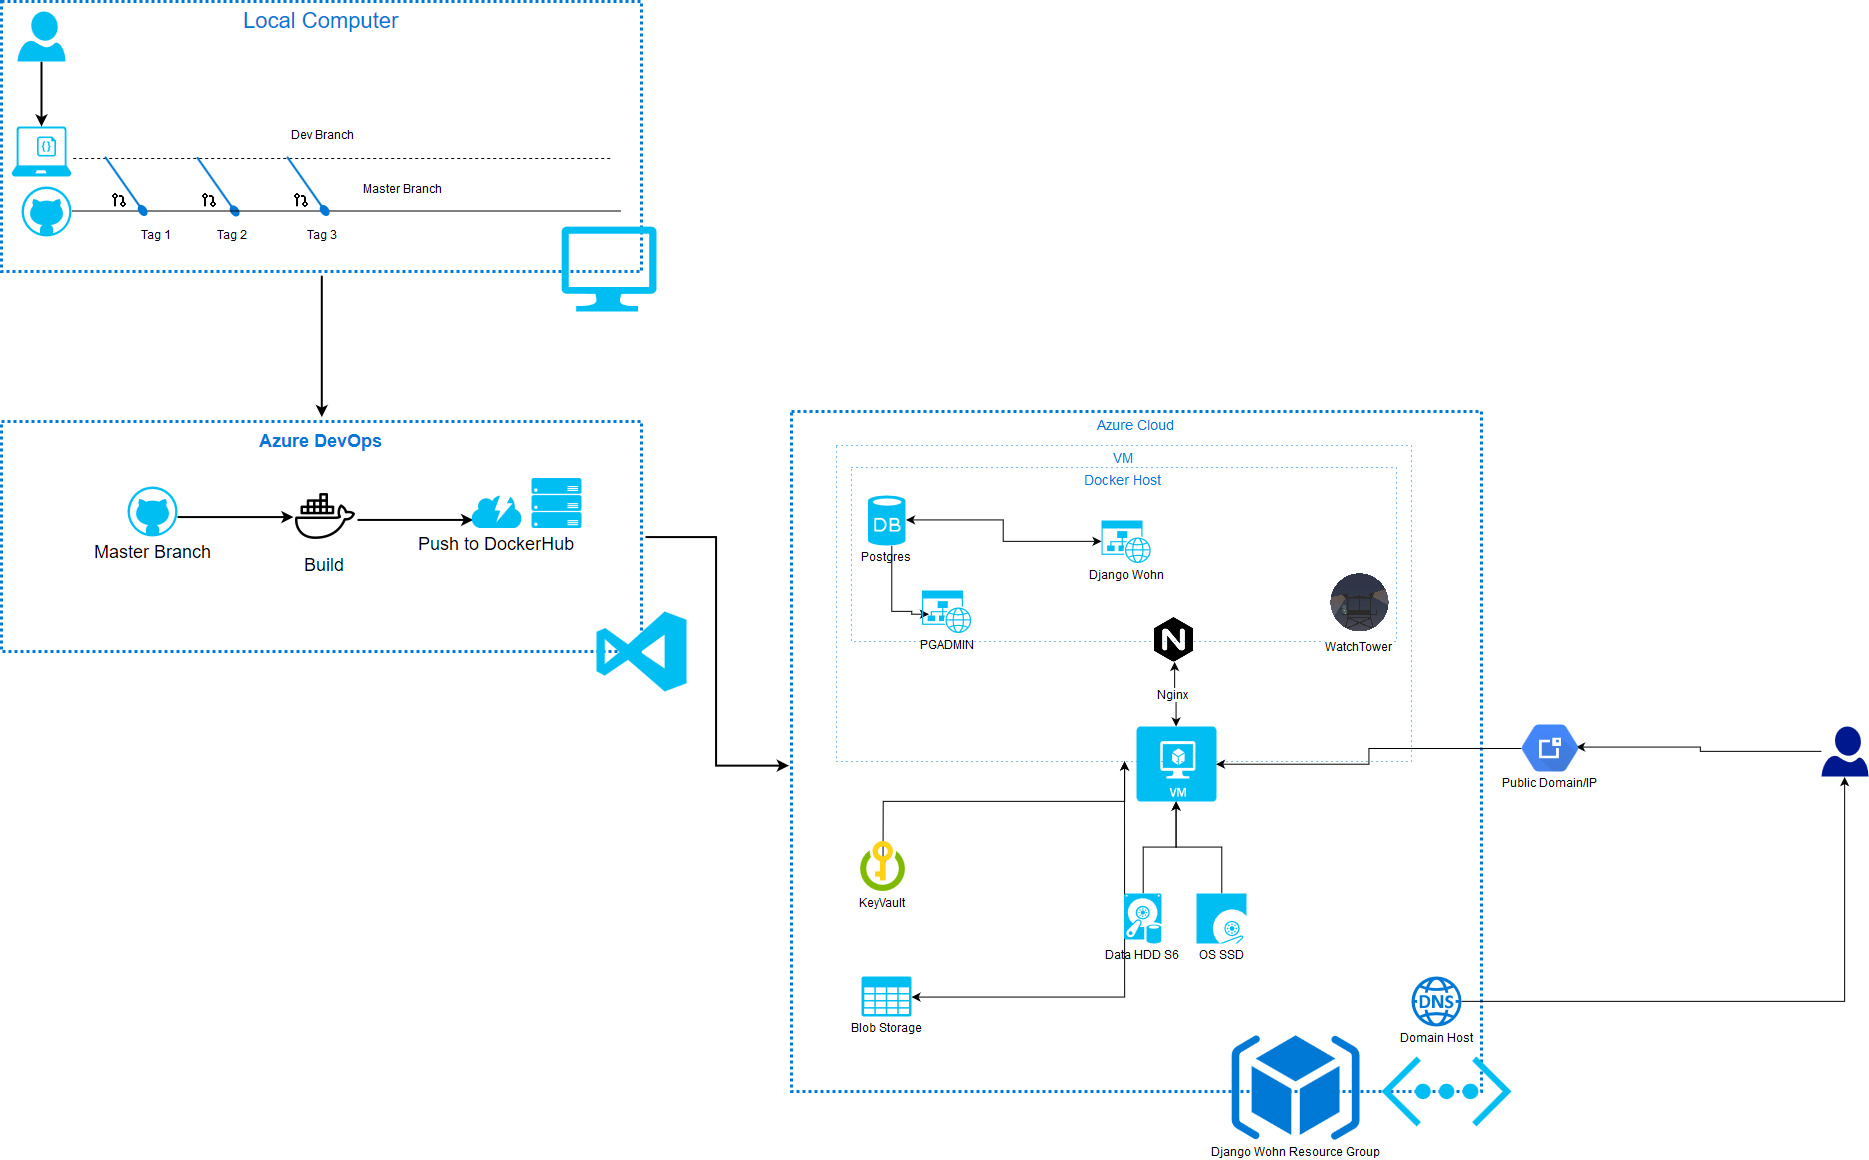 Local Computer
Dev Branch
Master Branch
Tag 1
Tag 2
Tag 3
Azure DevOps
Master Branch
Build
Push to DockerHub
Azure Cloud
VM
Docker Host
DB
Postgres
Django Wohn
PGADMIN
WatchTower
N
Nginx
VM
Public Domain/IP
KeyVault
Data HDD S6
OS SSD
Blob Storage
DNS
Domain Host
Django Wohn Resource Group